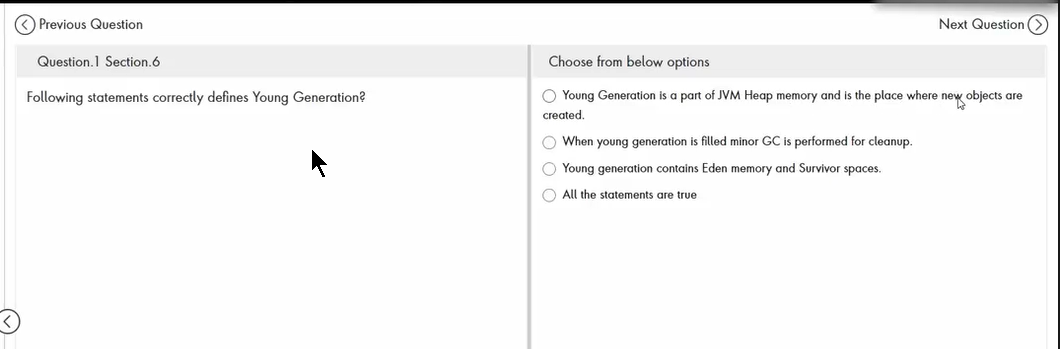 Previous Question
Next Question
Question.1 Section.6
Choose from below options
Following statements correctly defines Young Generation?
Young Generation is a part of JVM Heap memory and is the place where new objects are
created.
When young generation is filled minor GC is performed for cleanup.
Young generation contains Eden memory and Survivor spaces.
All the statements are true